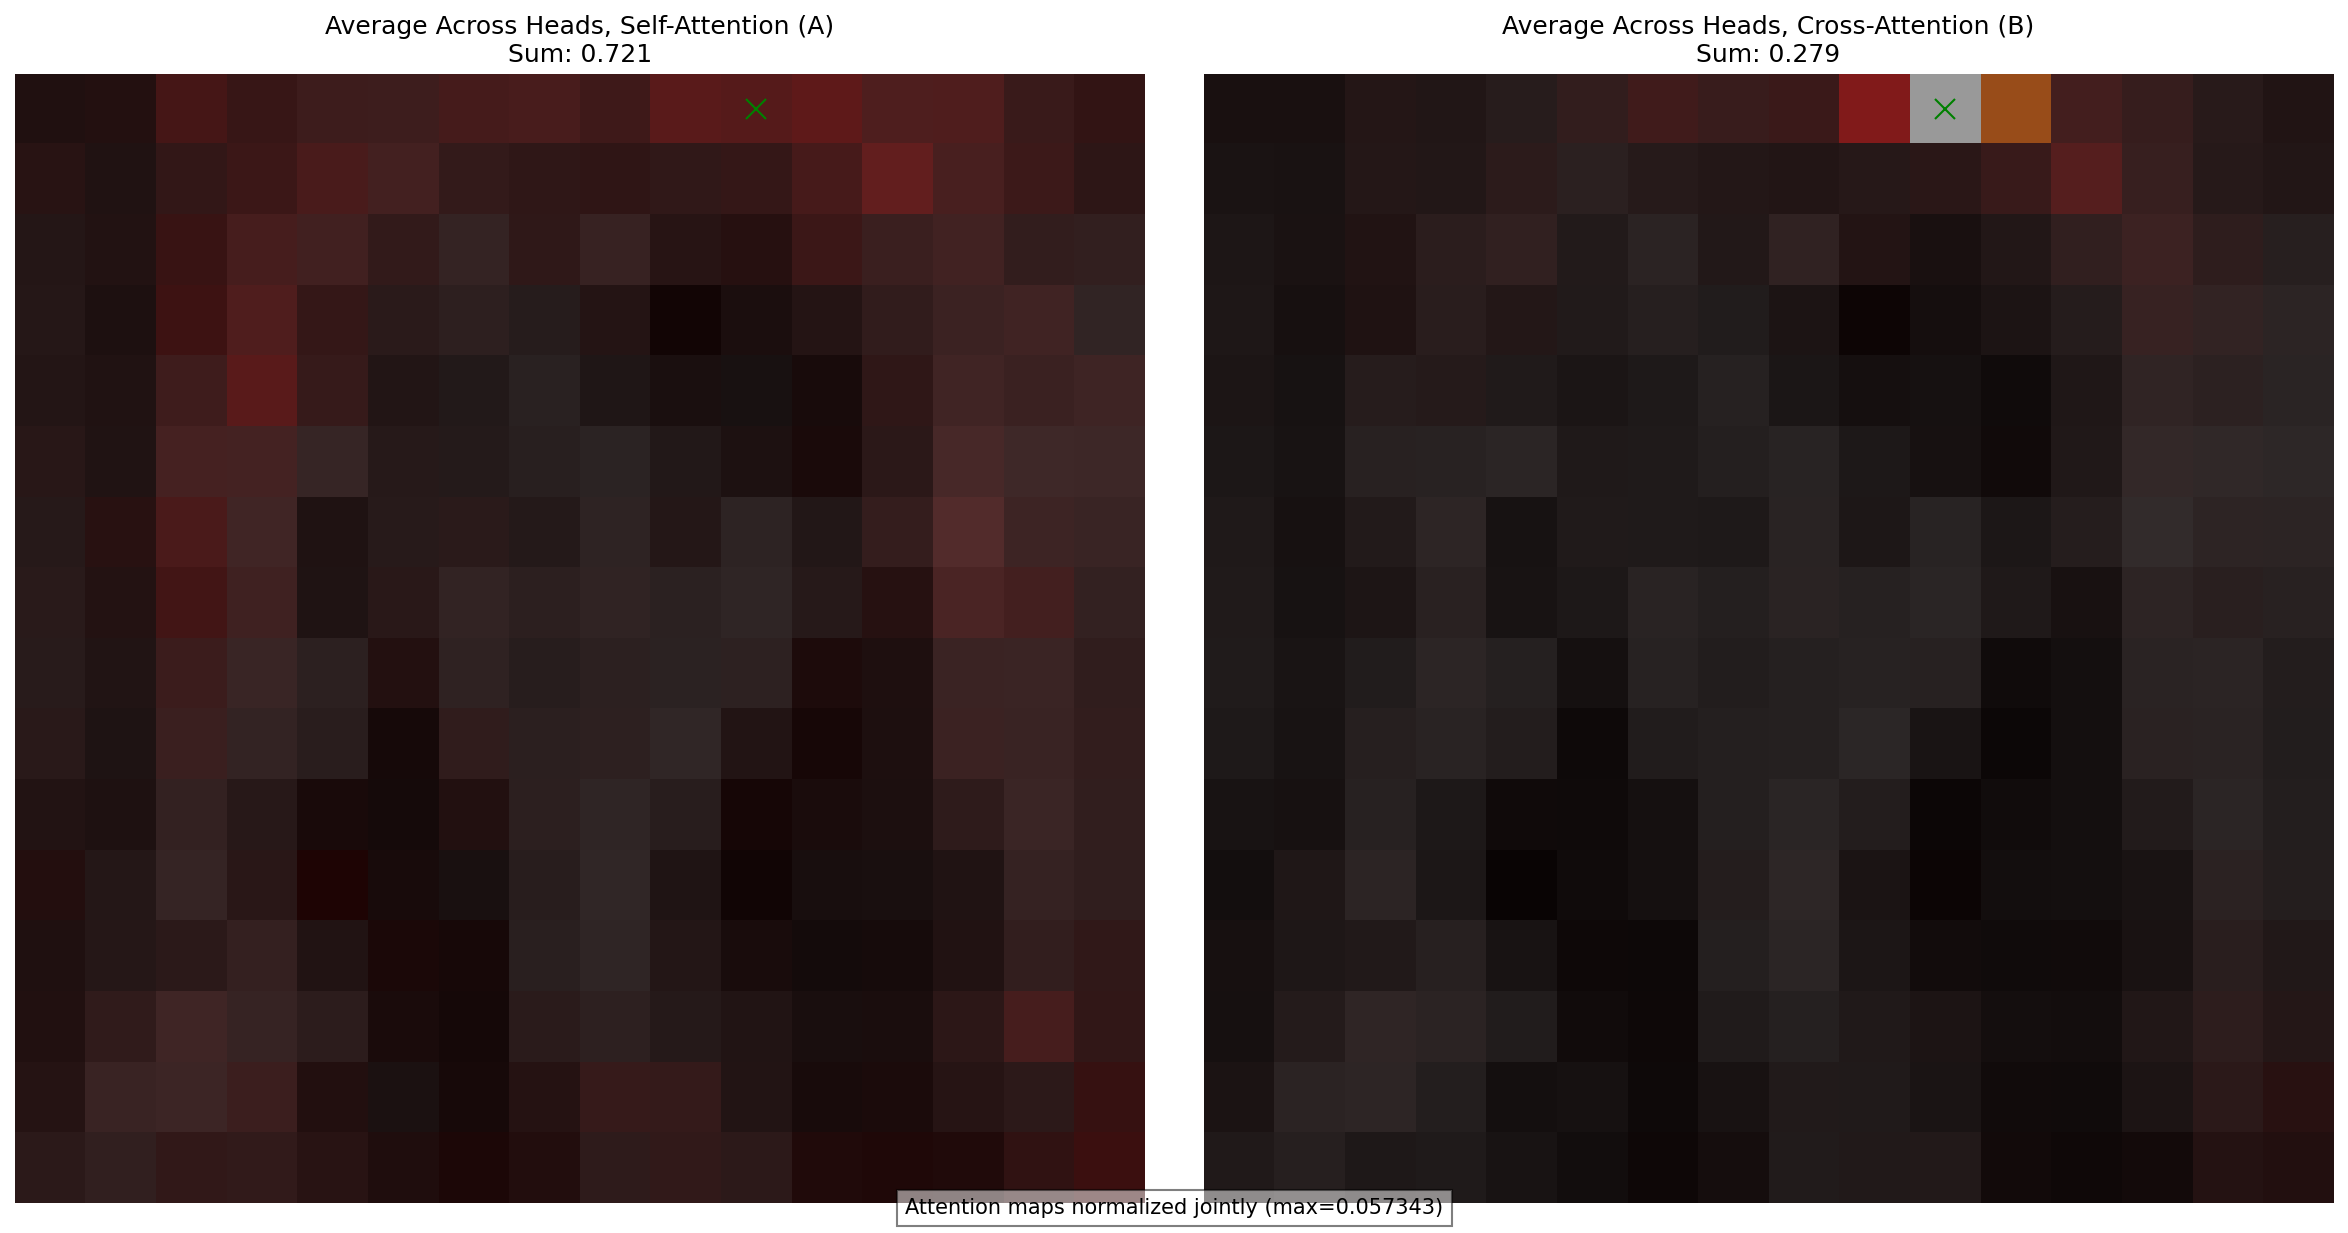 Average Across Heads, Self-Attention (A)
Sum: 0.721
Average Across Heads, Cross-Attention (B)
Sum: 0.279
Attention maps normalized jointly (max=0.057343)